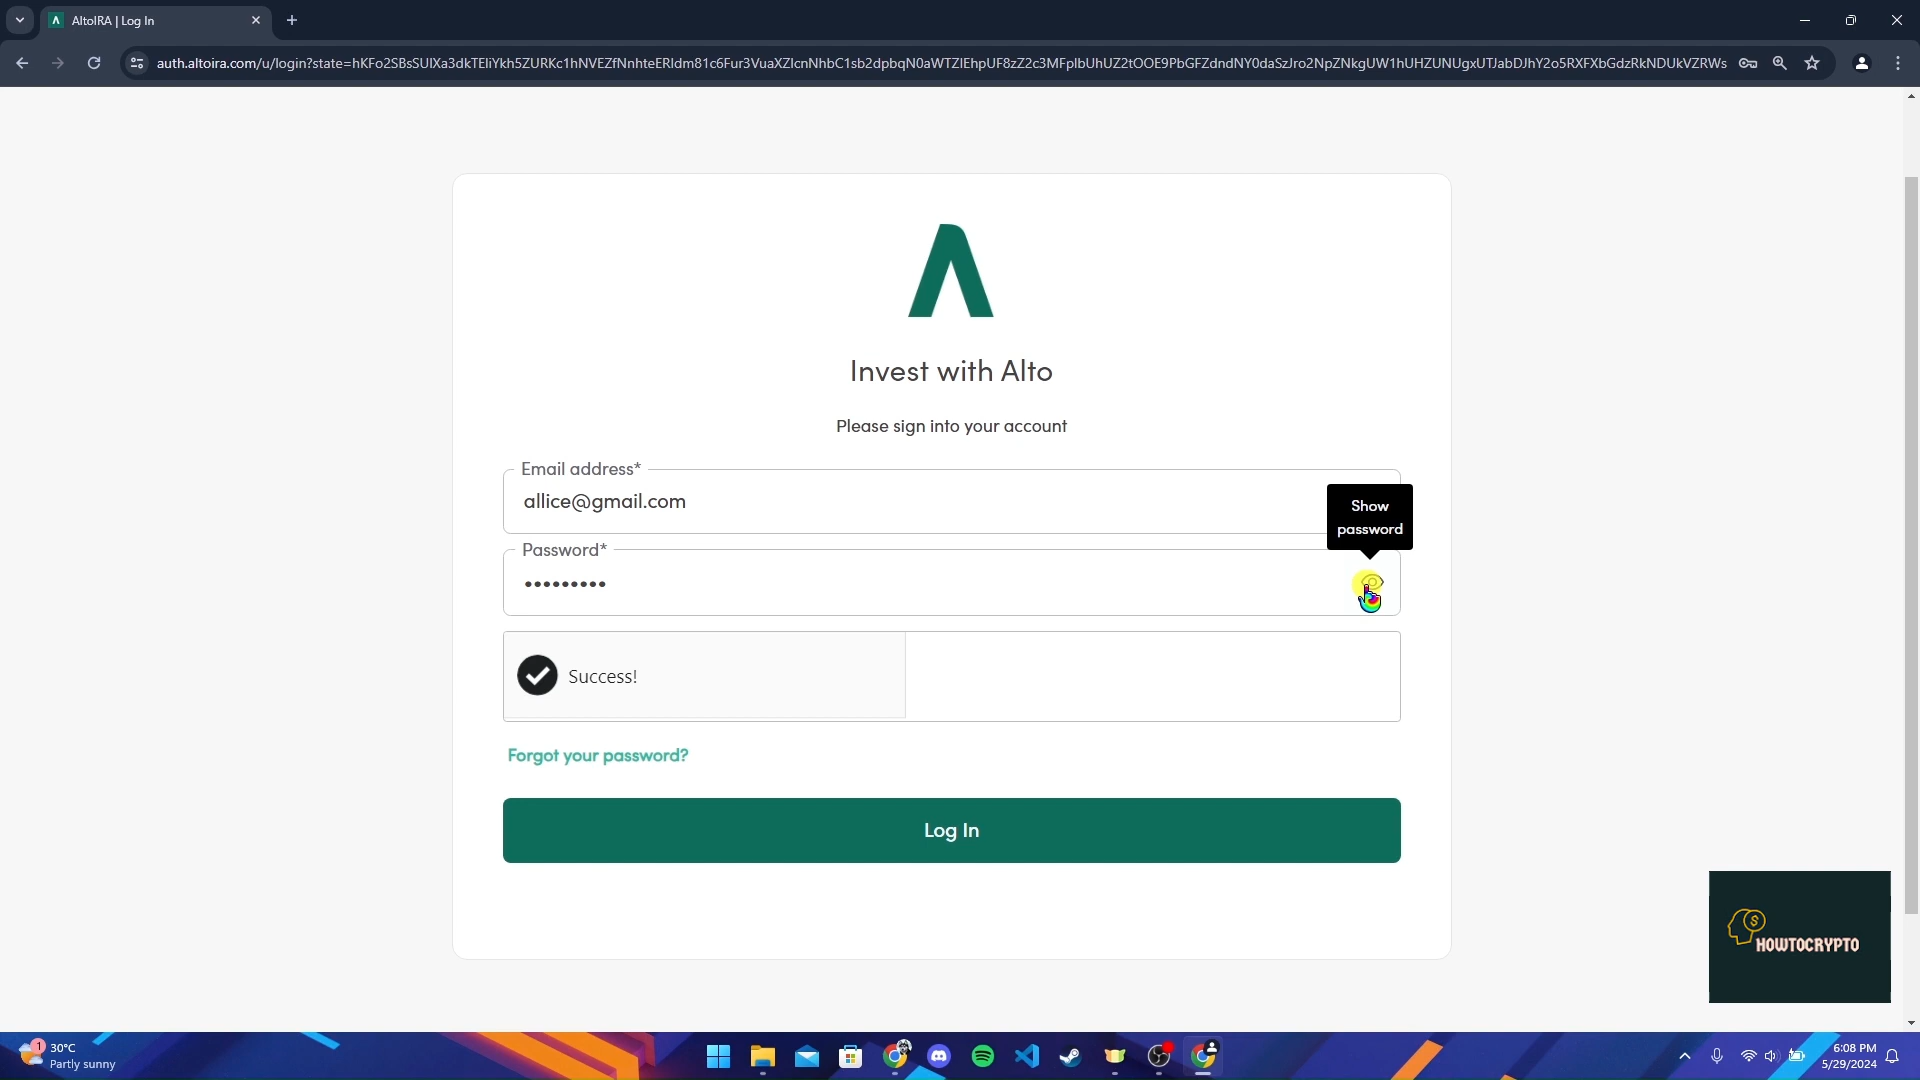 AltoIRA | Log In
auth.altoira.com/u/login?state=hKFo2SBsSUlXa3dkTEliYkh5ZURKc1hNVEZfNnhteERIdm81c6Fur3VuaXZlcnNhbC1sb2dpbqN0aWTZIEhpUF8zZ2c3MFplbUhUZ2tOOE9PbGFZdndNY0daSzJro2NpZNkgUW1hUHZUNUgxUTJabDJhY2o5RXFXbGdzRkNDUkVZRWs
Invest with Alto
Please sign into your account
Email address*
allice@gmail.com
Show
password
Password*
Success!
Forgot your password?
Log In
HOWTOCRYPTO
1
30°C
Partly sunny
6:08 PM
5/29/2024